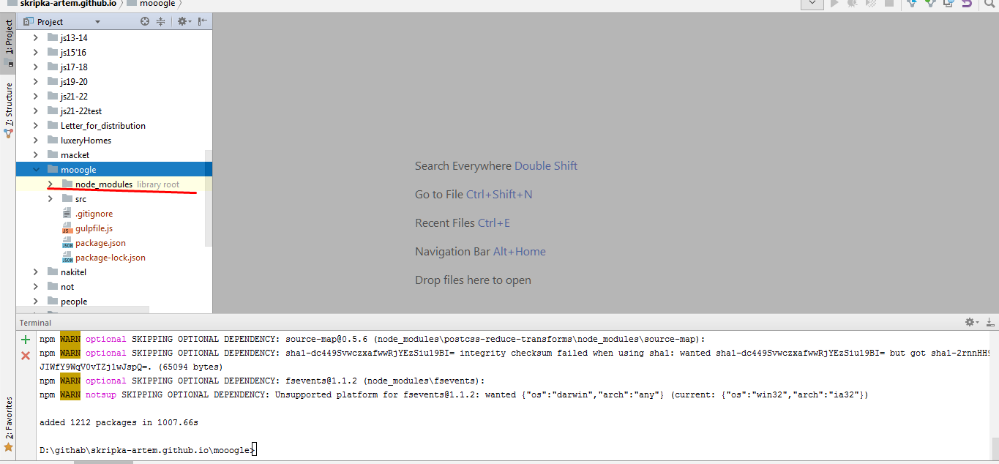 skripka-artem.github.io mooogle
1: Project
Project
js13-14
js15'16
js17-18
js19-20
js21-22
js21-22test
7: Structure
Letter_for_distribution
luxeryHomes
macket
mooogle
node_modules library root
src
.gitignore
gulpfile.js
package.json
package-lock.json
nakitel
not
people
Search Everywhere Double Shift
Go to File Ctrl+Shift+N
Recent Files Ctrl+E
Navigation Bar Alt+Home
Drop files here to open
Terminal
npm WARN optional SKIPPING OPTIONAL DEPENDENCY: source-map@0.5.6 (node_modules\postcss-reduce-transforms\node_modules\source-map):
npm WARN optional SKIPPING OPTIONAL DEPENDENCY: sha1-dc449SvwczxafwwRjYEzSiu19BI= integrity checksum failed when using sha1: wanted sha1-dc449SvwczxafwwRjYEzSiu19BI= but got sha1-2rnnHH9
JIWfY9WqV0vTZj1wJspQ=. (65094 bytes)
npm WARN optional SKIPPING OPTIONAL DEPENDENCY: fsevents@1.1.2 (node_modules\fsevents):
npm WARN notsup SKIPPING OPTIONAL DEPENDENCY: Unsupported platform for fsevents@1.1.2: wanted {"os":"darwin","arch":"any"} (current: {"os":"win32","arch":"ia32"})
added 1212 packages in 1007.66s
D:\githab\skripka-artem.github.io\mooogle>
2: Favorites